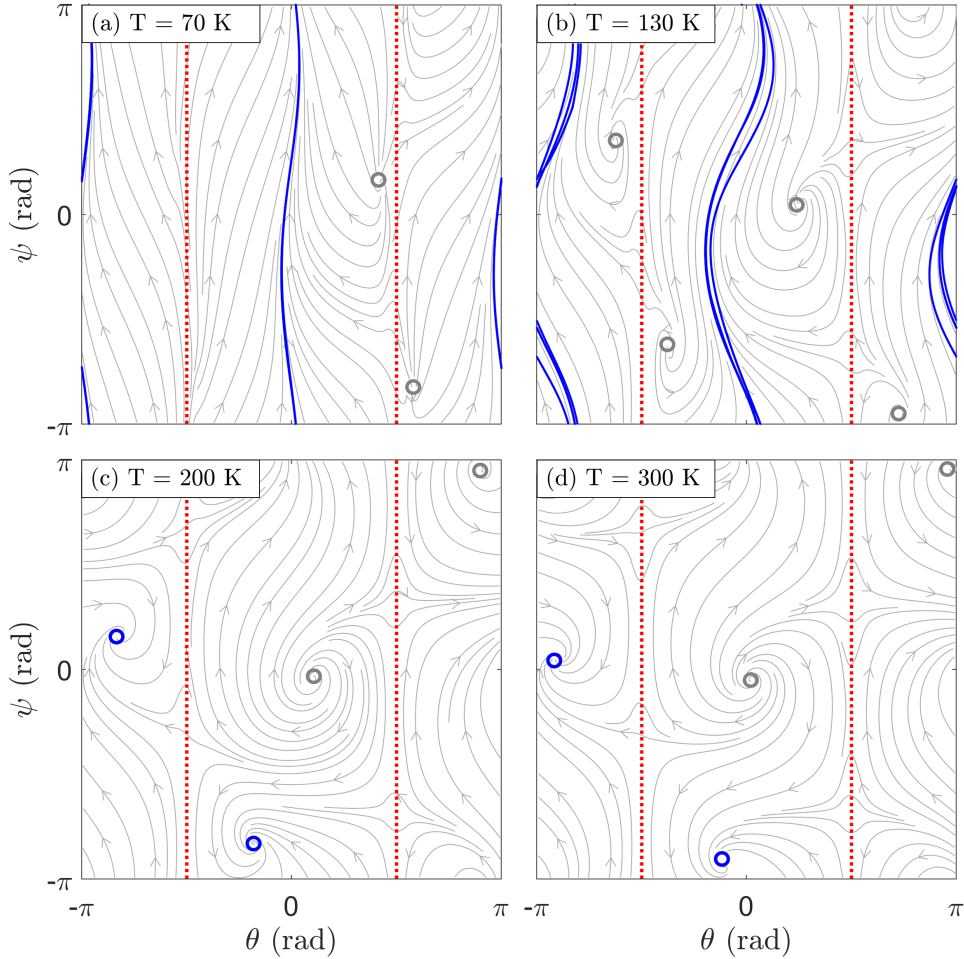 (a) T = 70 K
(b) T = 130 K
π
ψ (rad)
0
-π
(c) T = 200 K
(d) T = 300 K
π
ψ (rad)
0
-π
-π 0 π -π 0 π
θ (rad) θ (rad)